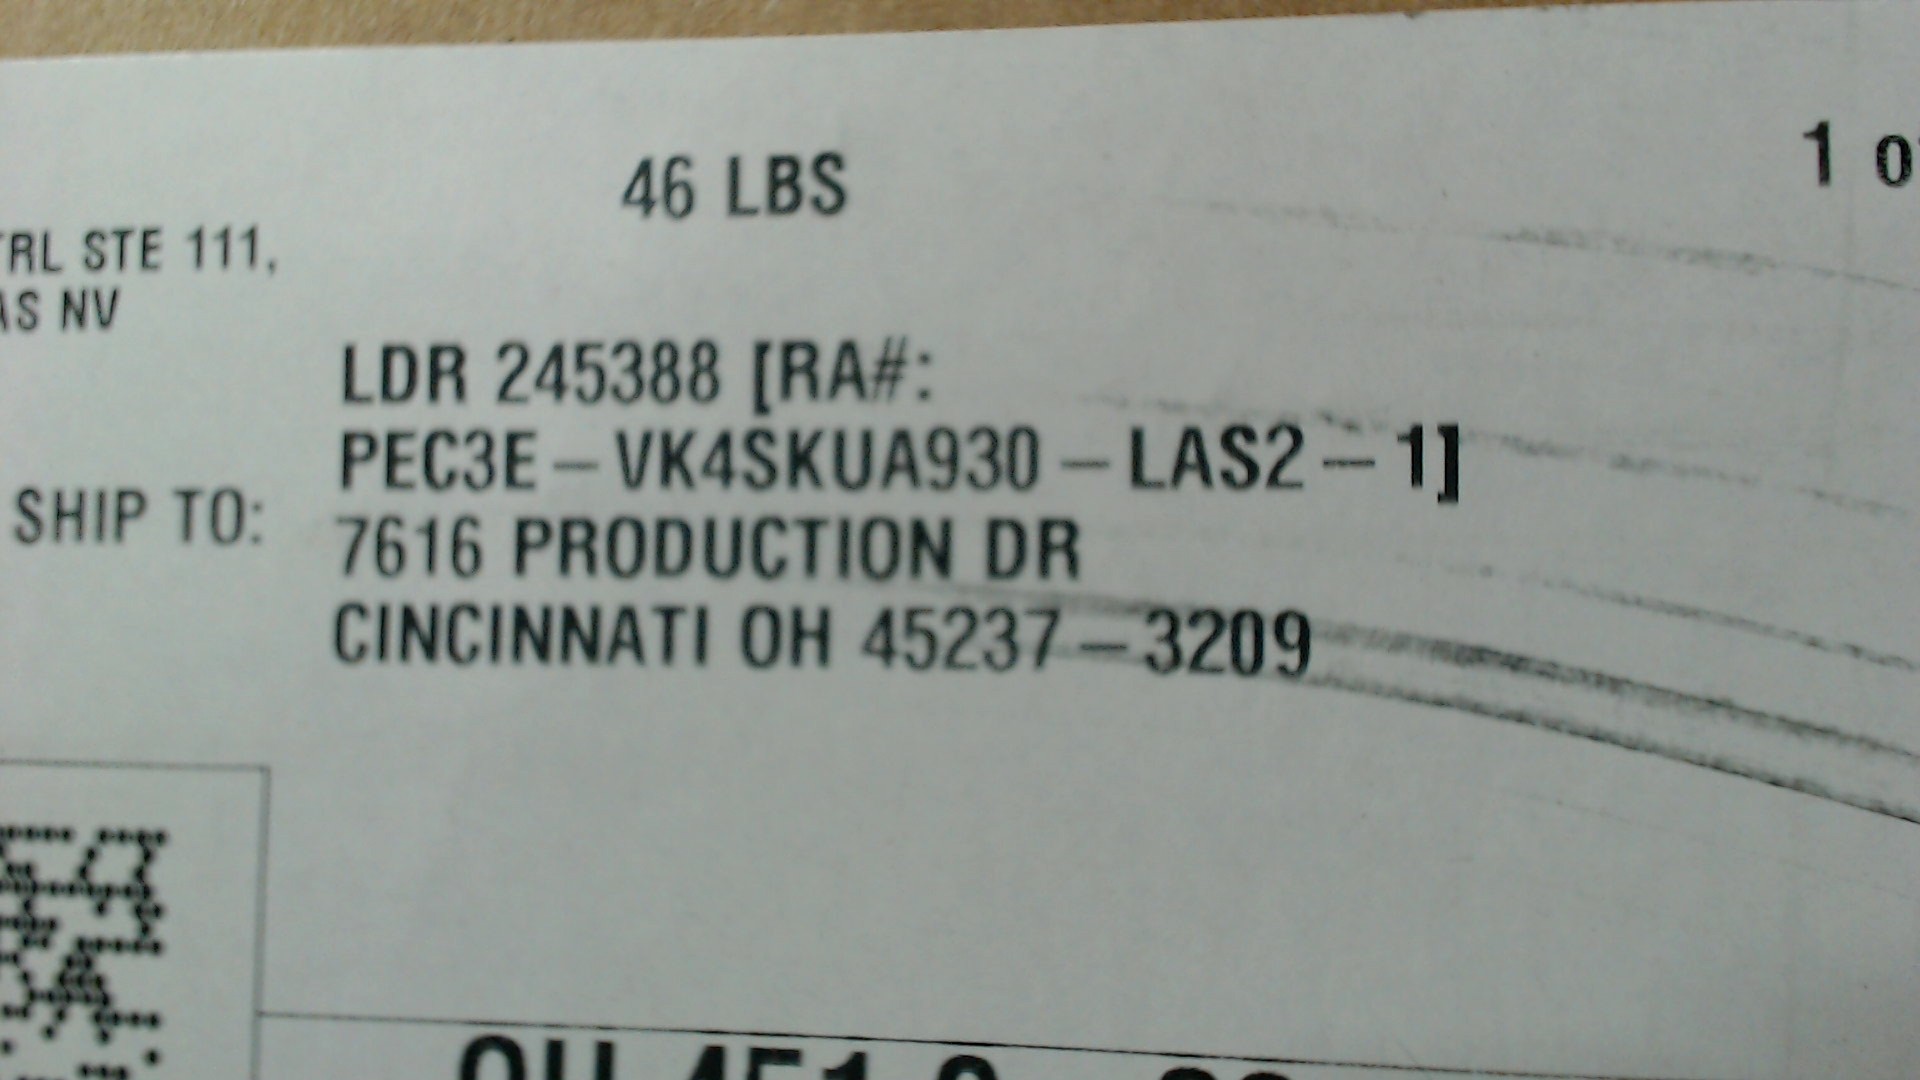 46 LBS
1
STE 111,
NV
LDR 245388 [RA#:
PEC3E-VK4SKUA930-LAS2-1]
SHIP TO:
7616 PRODUCTION DR
CINCINNATI OH 45237-3209